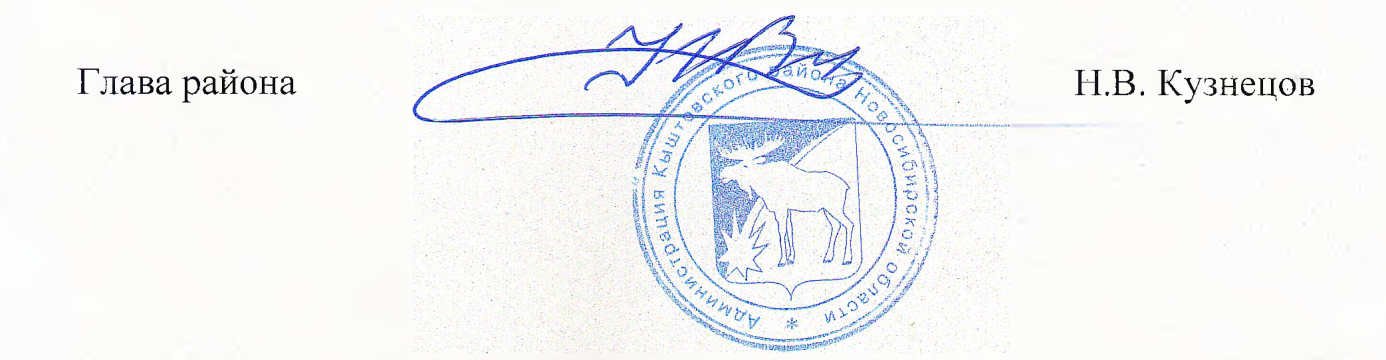 Глава района
Н.В. Кузнецов
Администрация Кыштовского района Новосибирской области *